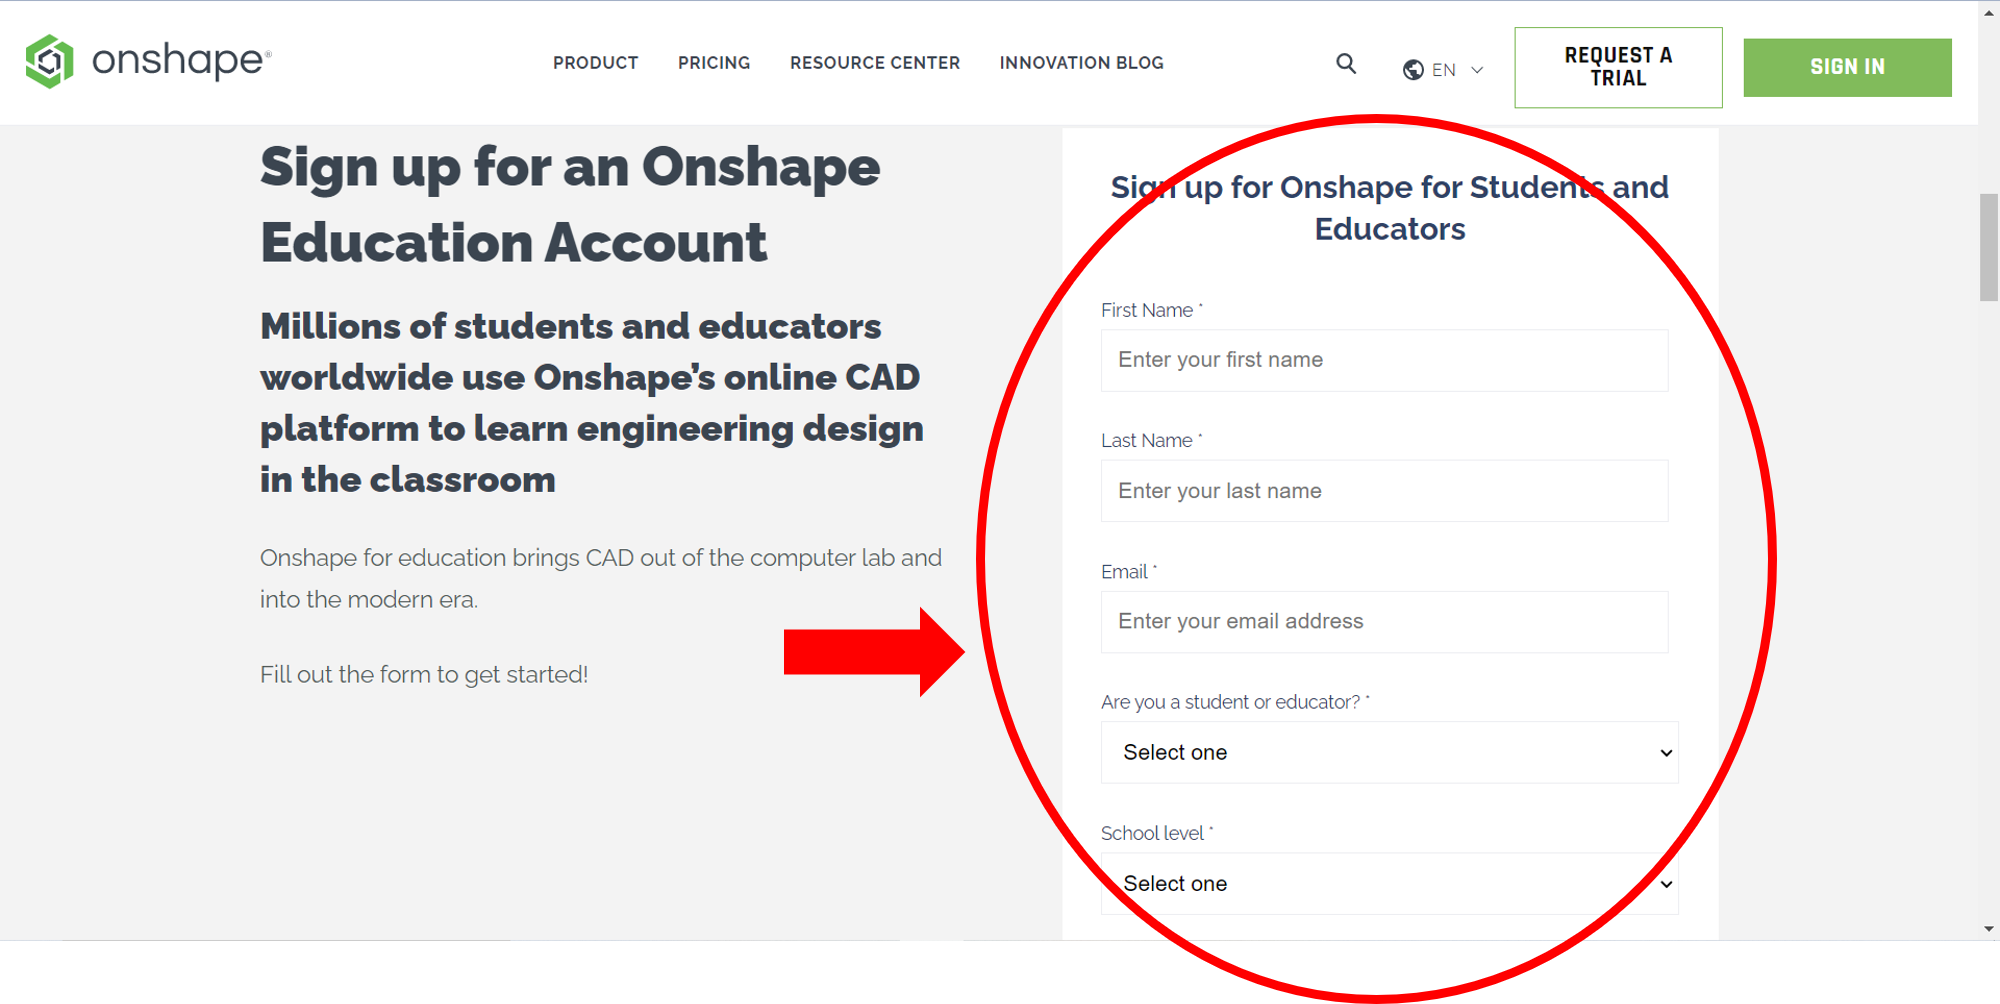 onshape®
PRODUCT
PRICING
RESOURCE CENTER
INNOVATION BLOG
EN
REQUEST A
TRIAL
SIGN IN
Sign up for an Onshape
Education Account
Millions of students and educators
worldwide use Onshape’s online CAD
platform to learn engineering design
in the classroom
Onshape for education brings CAD out of the computer lab and
into the modern era.
Fill out the form to get started!
Sign up for Onshape for Students and
Educators
First Name *
Enter your first name
Last Name *
Enter your last name
Email *
Enter your email address
Are you a student or educator? *
Select one
School level *
Select one